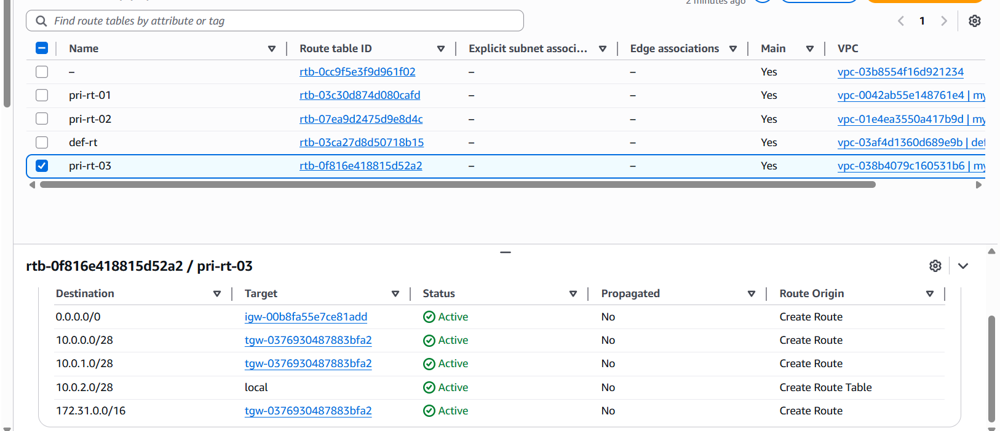 2 minutes ago
Find route tables by attribute or tag
1
Name Route table ID Explicit subnet associ... Edge associations Main VPC
– rtb-0cc9f5e3f9d961f02 – – Yes vpc-03b8554f16d921234
pri-rt-01 rtb-03c30d874d080cafd – – Yes vpc-0042ab55e148761e4 | my
pri-rt-02 rtb-07ea9d2475d9e8d4c – – Yes vpc-01e4ea3550a417b9d | my
def-rt rtb-03ca27d8d50718b15 – – Yes vpc-03af4d1360d689e9b | def
pri-rt-03 rtb-0f816e418815d52a2 – – Yes vpc-038b4079c160531b6 | my
rtb-0f816e418815d52a2 / pri-rt-03
Destination Target Status Propagated Route Origin
0.0.0.0/0 igw-00b8fa55e7ce81add Active No Create Route
10.0.0.0/28 tgw-0376930487883bfa2 Active No Create Route
10.0.1.0/28 tgw-0376930487883bfa2 Active No Create Route
10.0.2.0/28 local Active No Create Route Table
172.31.0.0/16 tgw-0376930487883bfa2 Active No Create Route